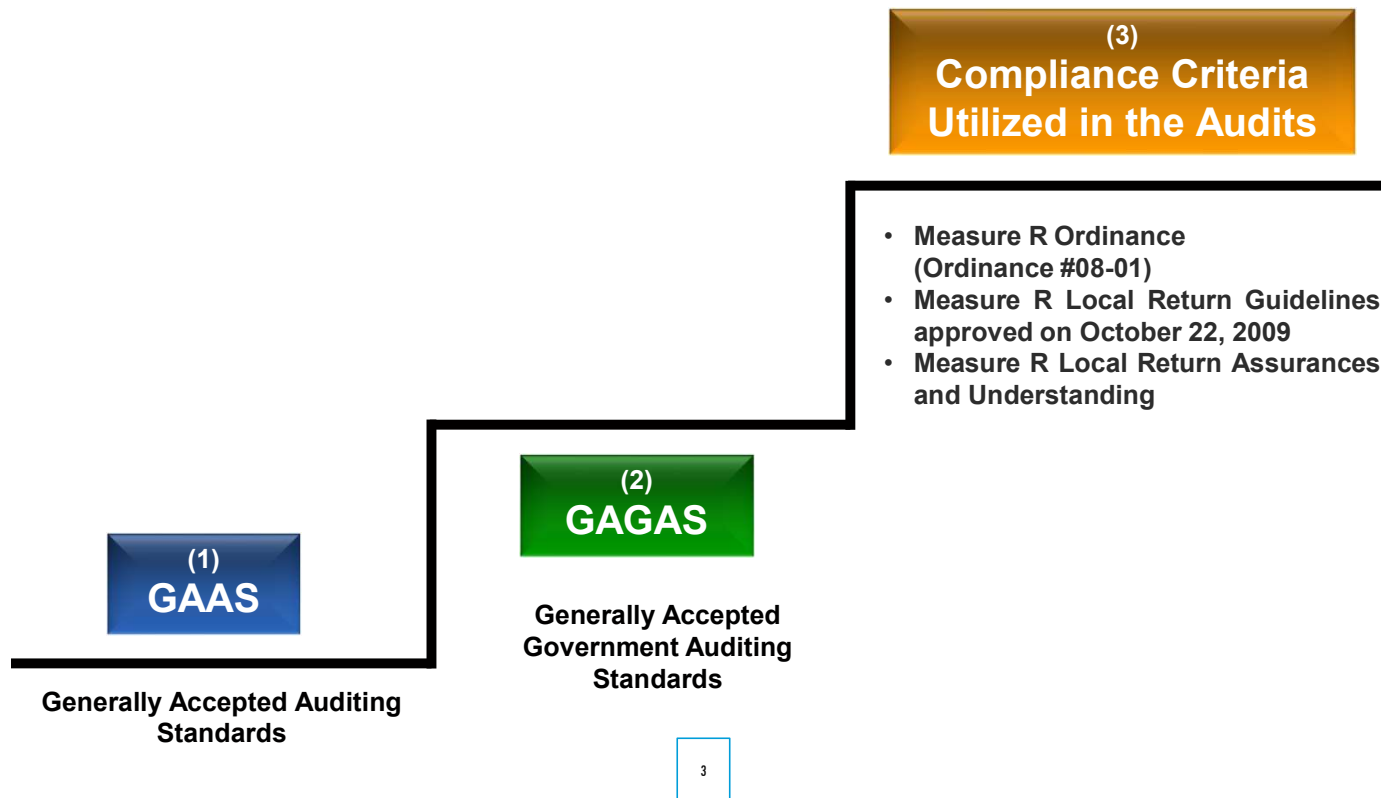 (1)
GAAS
Generally Accepted Auditing
Standards
(2)
GAGAS
Generally Accepted
Government Auditing
Standards
(3)
Compliance Criteria
Utilized in the Audits
• Measure R Ordinance
(Ordinance #08-01)
• Measure R Local Return Guidelines
approved on October 22, 2009
• Measure R Local Return Assurances
and Understanding
3